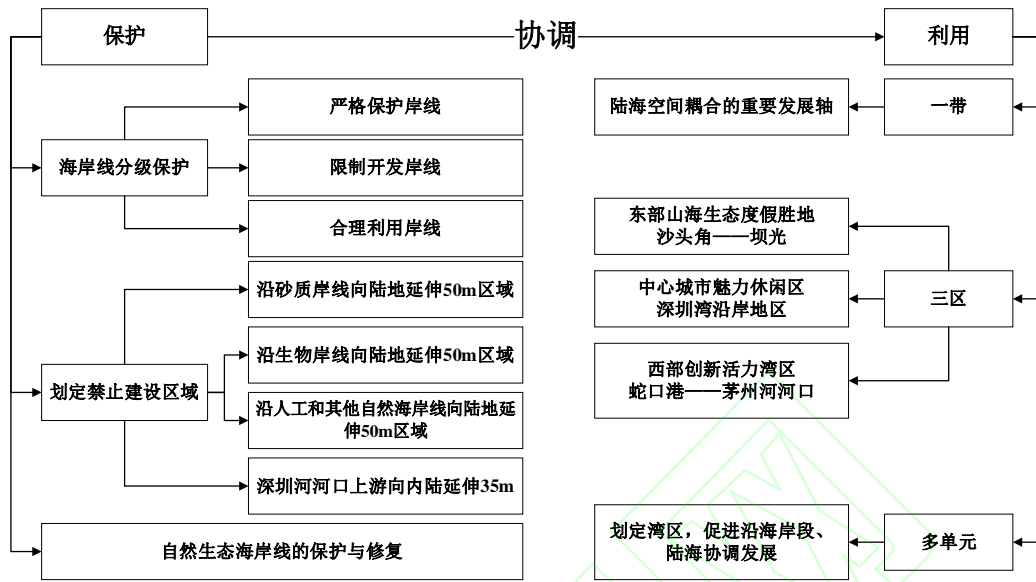 保护
协调
利用
严格保护岸线
海岸线分级保护
限制开发岸线
合理利用岸线
沿砂质岸线向陆地延伸50m区域
沿生物岸线向陆地延伸50m区域
划定禁止建设区域
沿人工和其他自然海岸线向陆地延
伸50m区域
深圳河河口上游向内陆延伸35m
自然生态海岸线的保护与修复
陆海空间耦合的重要发展轴
一带
东部山海生态度假胜地
沙头角——坝光
中心城市魅力休闲区
深圳湾沿岸地区
三区
西部创新活力湾区
蛇口港——茅州河河口
划定湾区，促进沿海岸段、
陆海协调发展
多单元